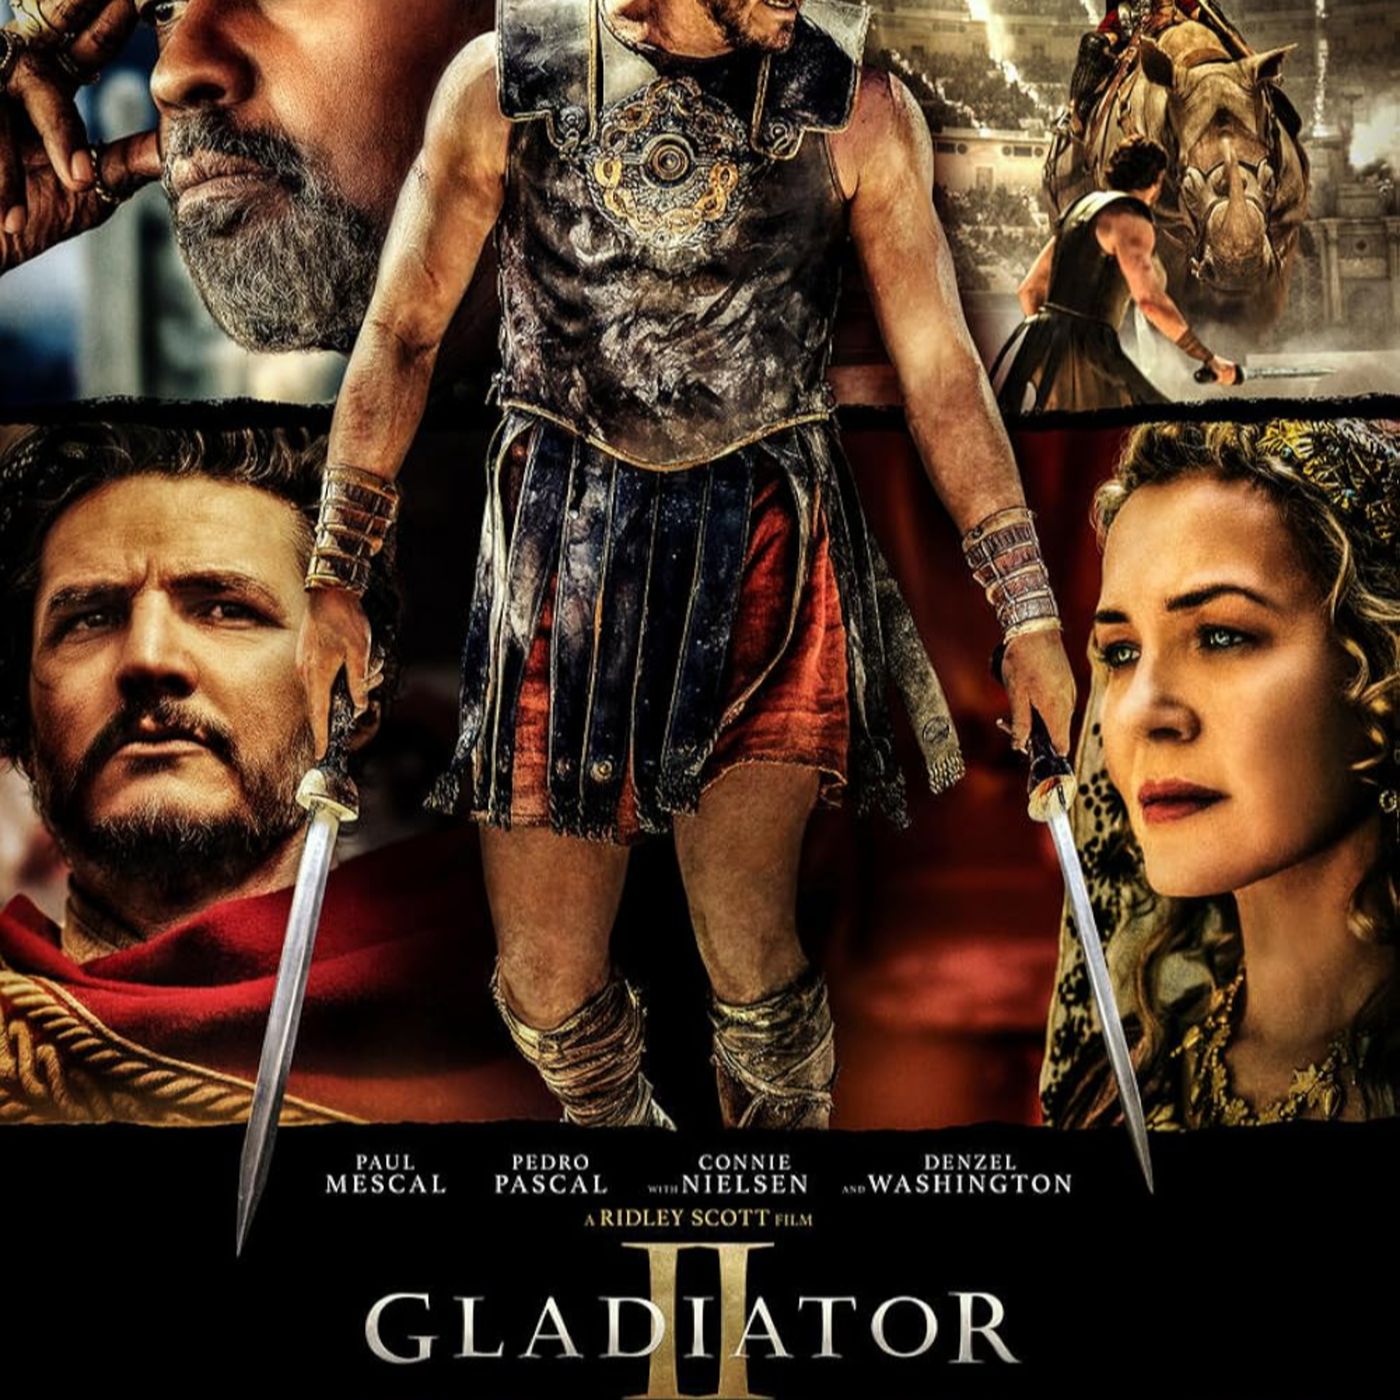 PAUL MESCAL
PEDRO PASCAL
WITH CONNIE NIELSEN
AND DENZEL WASHINGTON
A RIDLEY SCOTT FILM
GLADIATOR
II